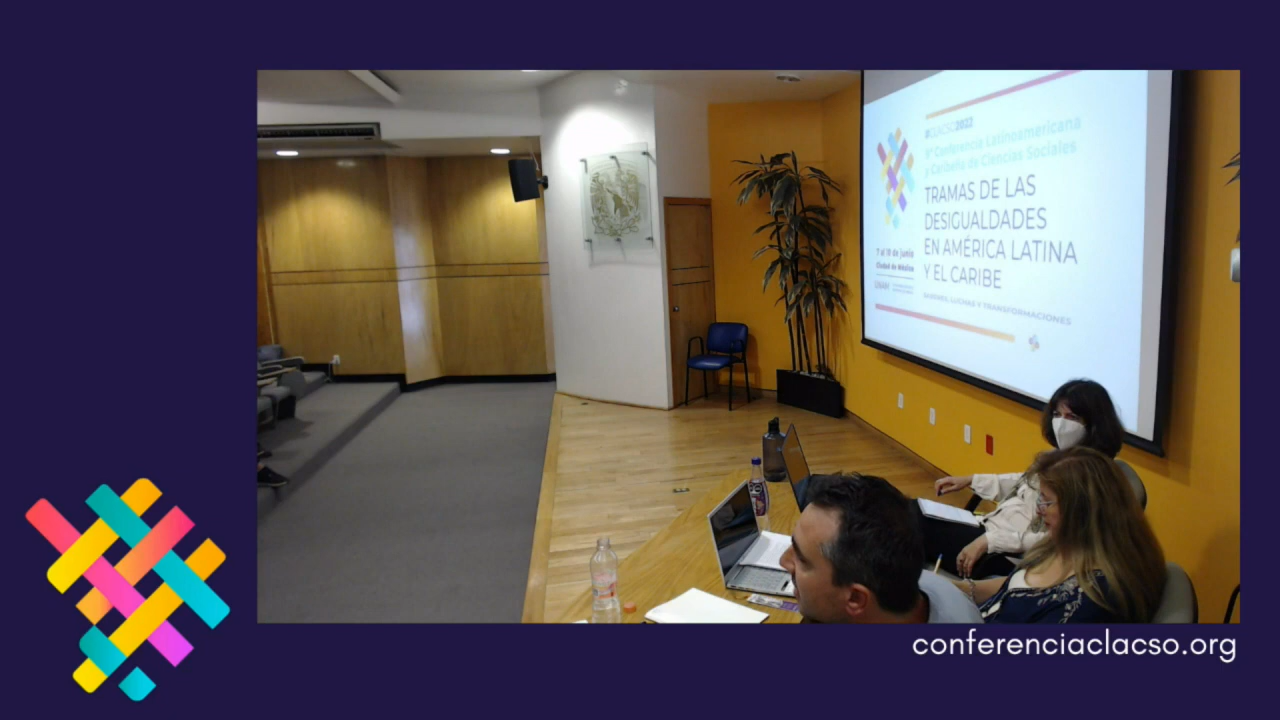 #CLACSO2022
9ª Conferencia Latinoamericana
y Caribeña de Ciencias Sociales
TRAMAS DE LAS
DESIGUALDADES
EN AMÉRICA LATINA
Y EL CARIBE
7 al 10 de junio
Ciudad de México
UNAM
SABERES, LUCHAS Y TRANSFORMACIONES
conferenciaclacso.org